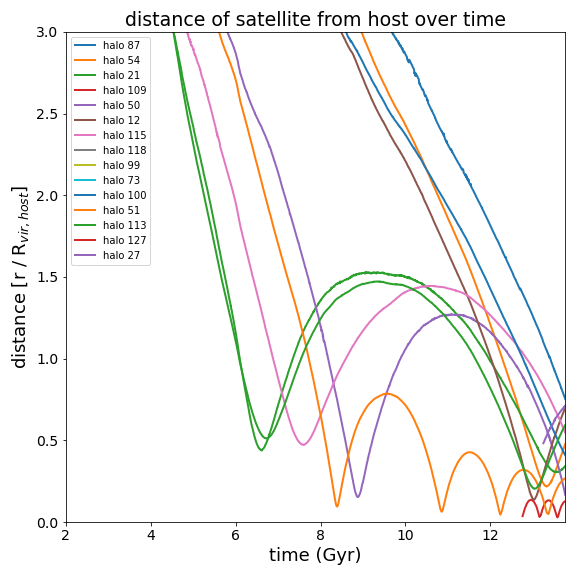 distance of satellite from host over time
3.0
2.5
2.0
1.5
1.0
0.5
0.0
distance [r / R_{vir, host}]
halo 87
halo 54
halo 21
halo 109
halo 50
halo 12
halo 115
halo 118
halo 99
halo 73
halo 100
halo 51
halo 113
halo 127
halo 27
2 4 6 8 10 12
time (Gyr)